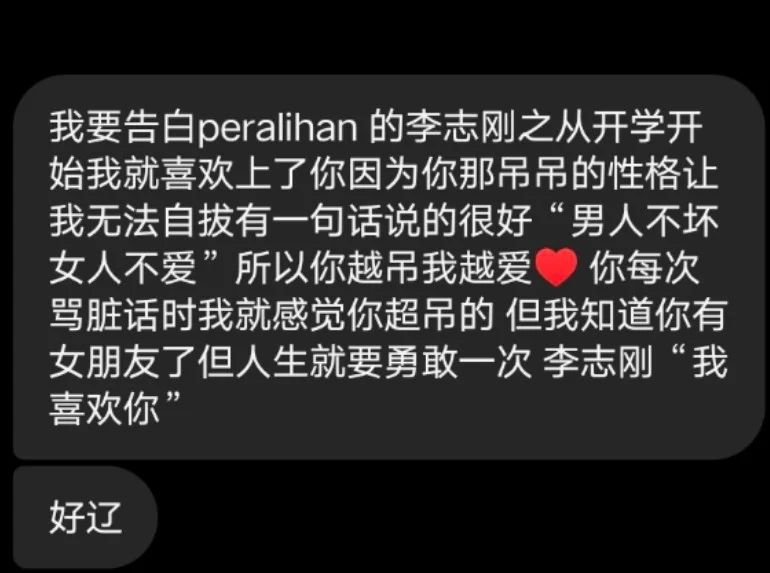 我要告白peralihan 的李志刚之从开学开
始我就喜欢上了你因为你那吊吊的性格让
我无法自拔有一句话说的很好“男人不坏
女人不爱”所以你越吊我越爱♥️ 你每次
骂脏话时我就感觉你超吊的 但我知道你有
女朋友了但人生就要勇敢一次 李志刚“我
喜欢你”
好辽